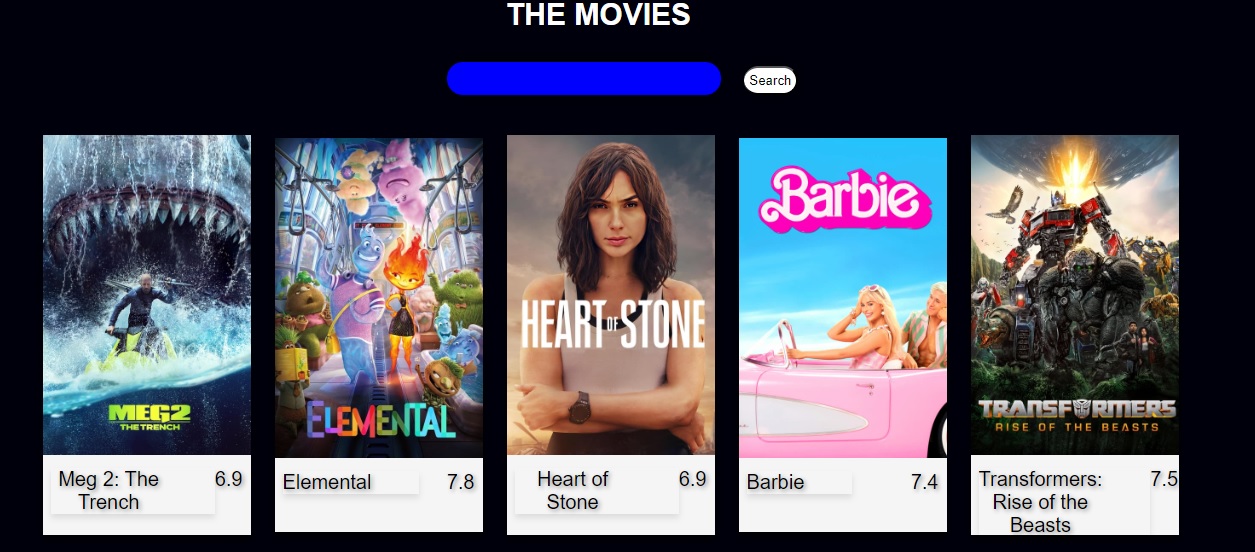 THE MOVIES
Search
MEG2
THE TRENCH
ELEMENTAL
HEART OF STONE
Barbie
TRANSFORMERS
RISE OF THE BEASTS
Meg 2: The
Trench
6.9
Elemental
7.8
Heart of
Stone
6.9
Barbie
7.4
Transformers:
Rise of the
Beasts
7.5